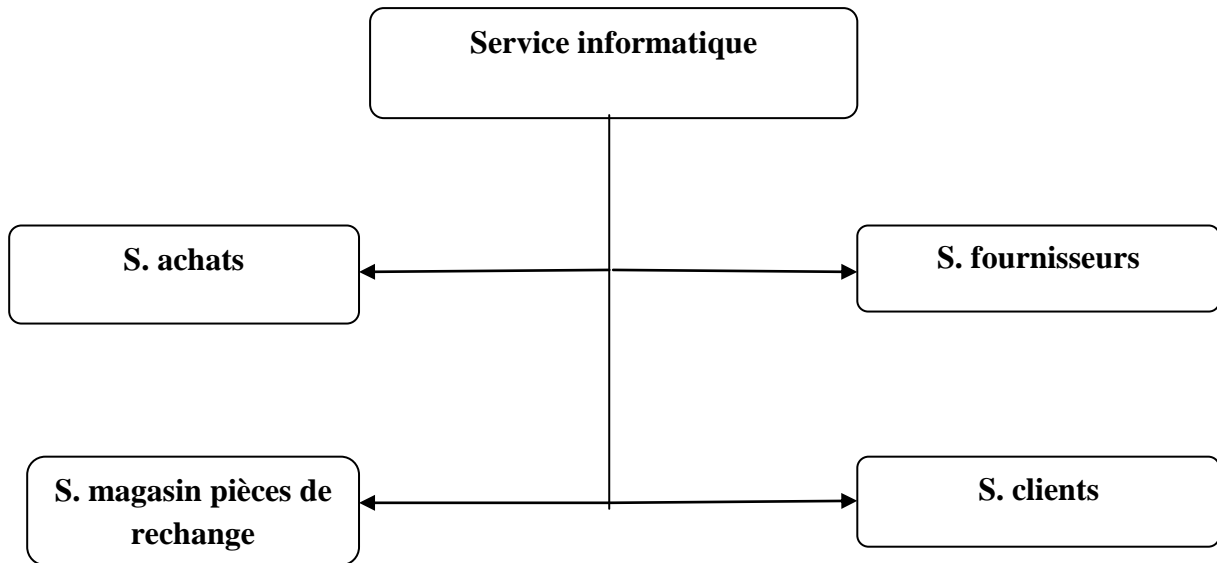 Service informatique
S. achats
S. fournisseurs
S. magasin pièces de
rechange
S. clients